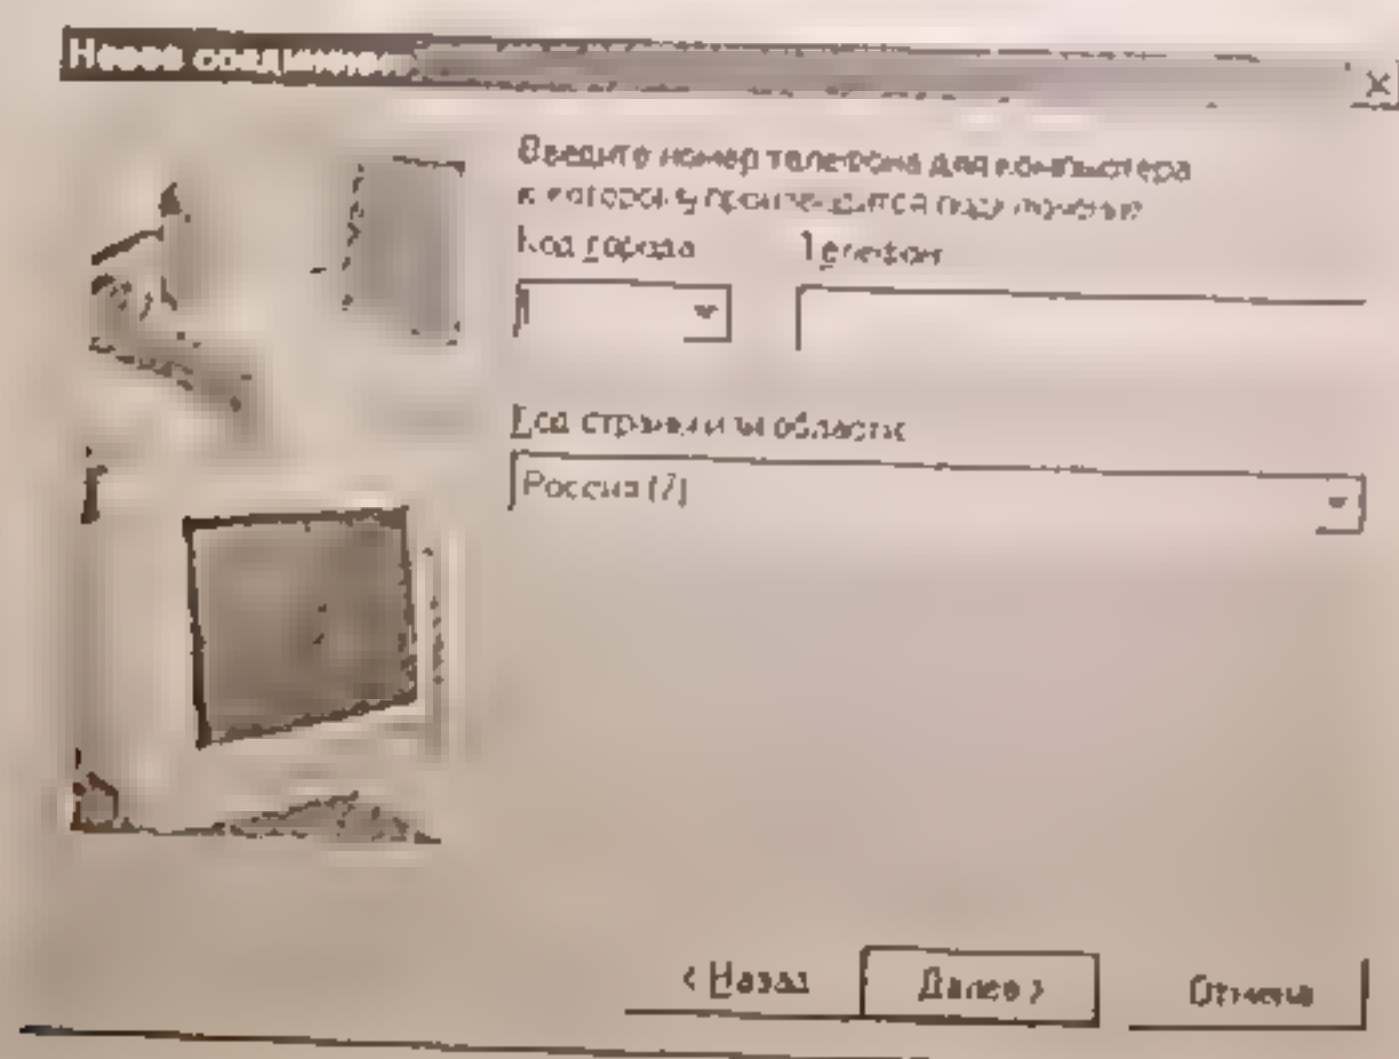 Новое соединение
Введите номер телефона для компьютера
к которому производится подключение
Код города
Телефон
Код страны и области
Россия (7)
< Назад
Далее >
Отмена